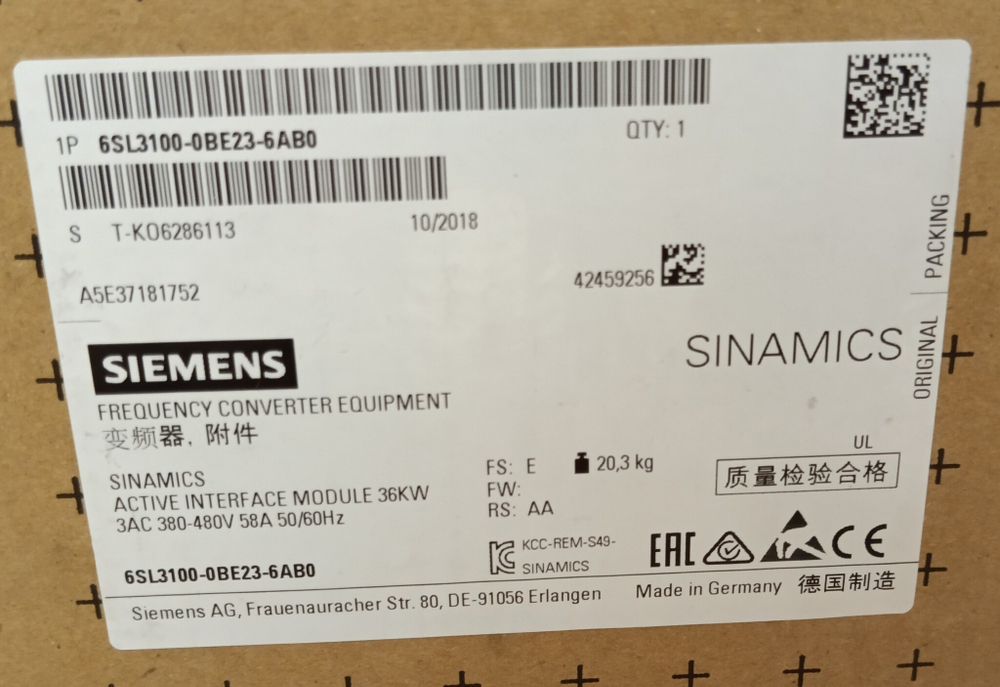 1P 6SL3100-0BE23-6AB0 QTY: 1
S T-KO6286113 10/2018
A5E37181752 42459256
ORIGINAL PACKING
SIEMENS SINAMICS
FREQUENCY CONVERTER EQUIPMENT
变频器, 附件
UL
SINAMICS
ACTIVE INTERFACE MODULE 36KW
3AC 380-480V 58A 50/60Hz
FS: E 20,3 kg
FW:
RS: AA
质量检验合格
KCC-REM-S49-
SINAMICS
EAC CE
6SL3100-0BE23-6AB0
Siemens AG, Frauenauracher Str. 80, DE-91056 Erlangen Made in Germany 德国制造